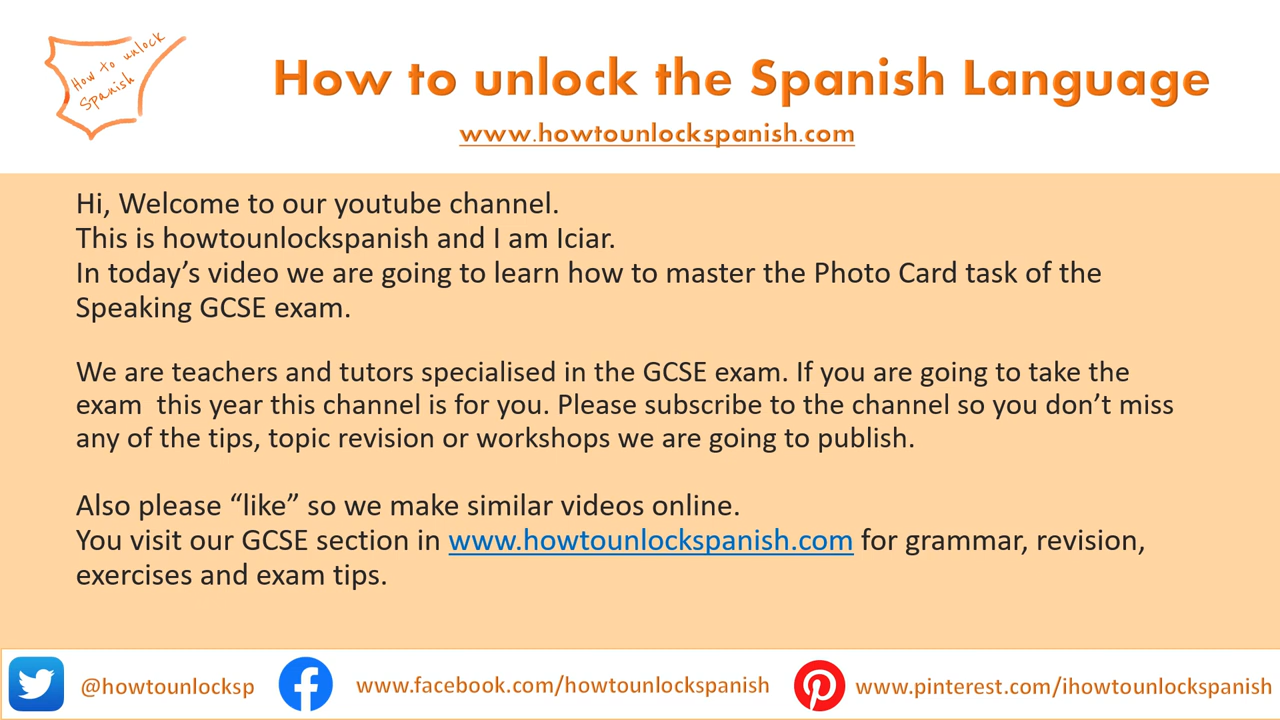 How to unlock
Spanish
How to unlock the Spanish Language
www.howtounlockspanish.com
Hi, Welcome to our youtube channel.
This is howtounlockspanish and I am Iciar.
In today’s video we are going to learn how to master the Photo Card task of the
Speaking GCSE exam.
We are teachers and tutors specialised in the GCSE exam. If you are going to take the
exam  this year this channel is for you. Please subscribe to the channel so you don’t miss
any of the tips, topic revision or workshops we are going to publish.
Also please “like” so we make similar videos online.
You visit our GCSE section in www.howtounlockspanish.com for grammar, revision,
exercises and exam tips.
@howtounlocksp
www.facebook.com/howtounlockspanish
www.pinterest.com/ihowtounlockspanish